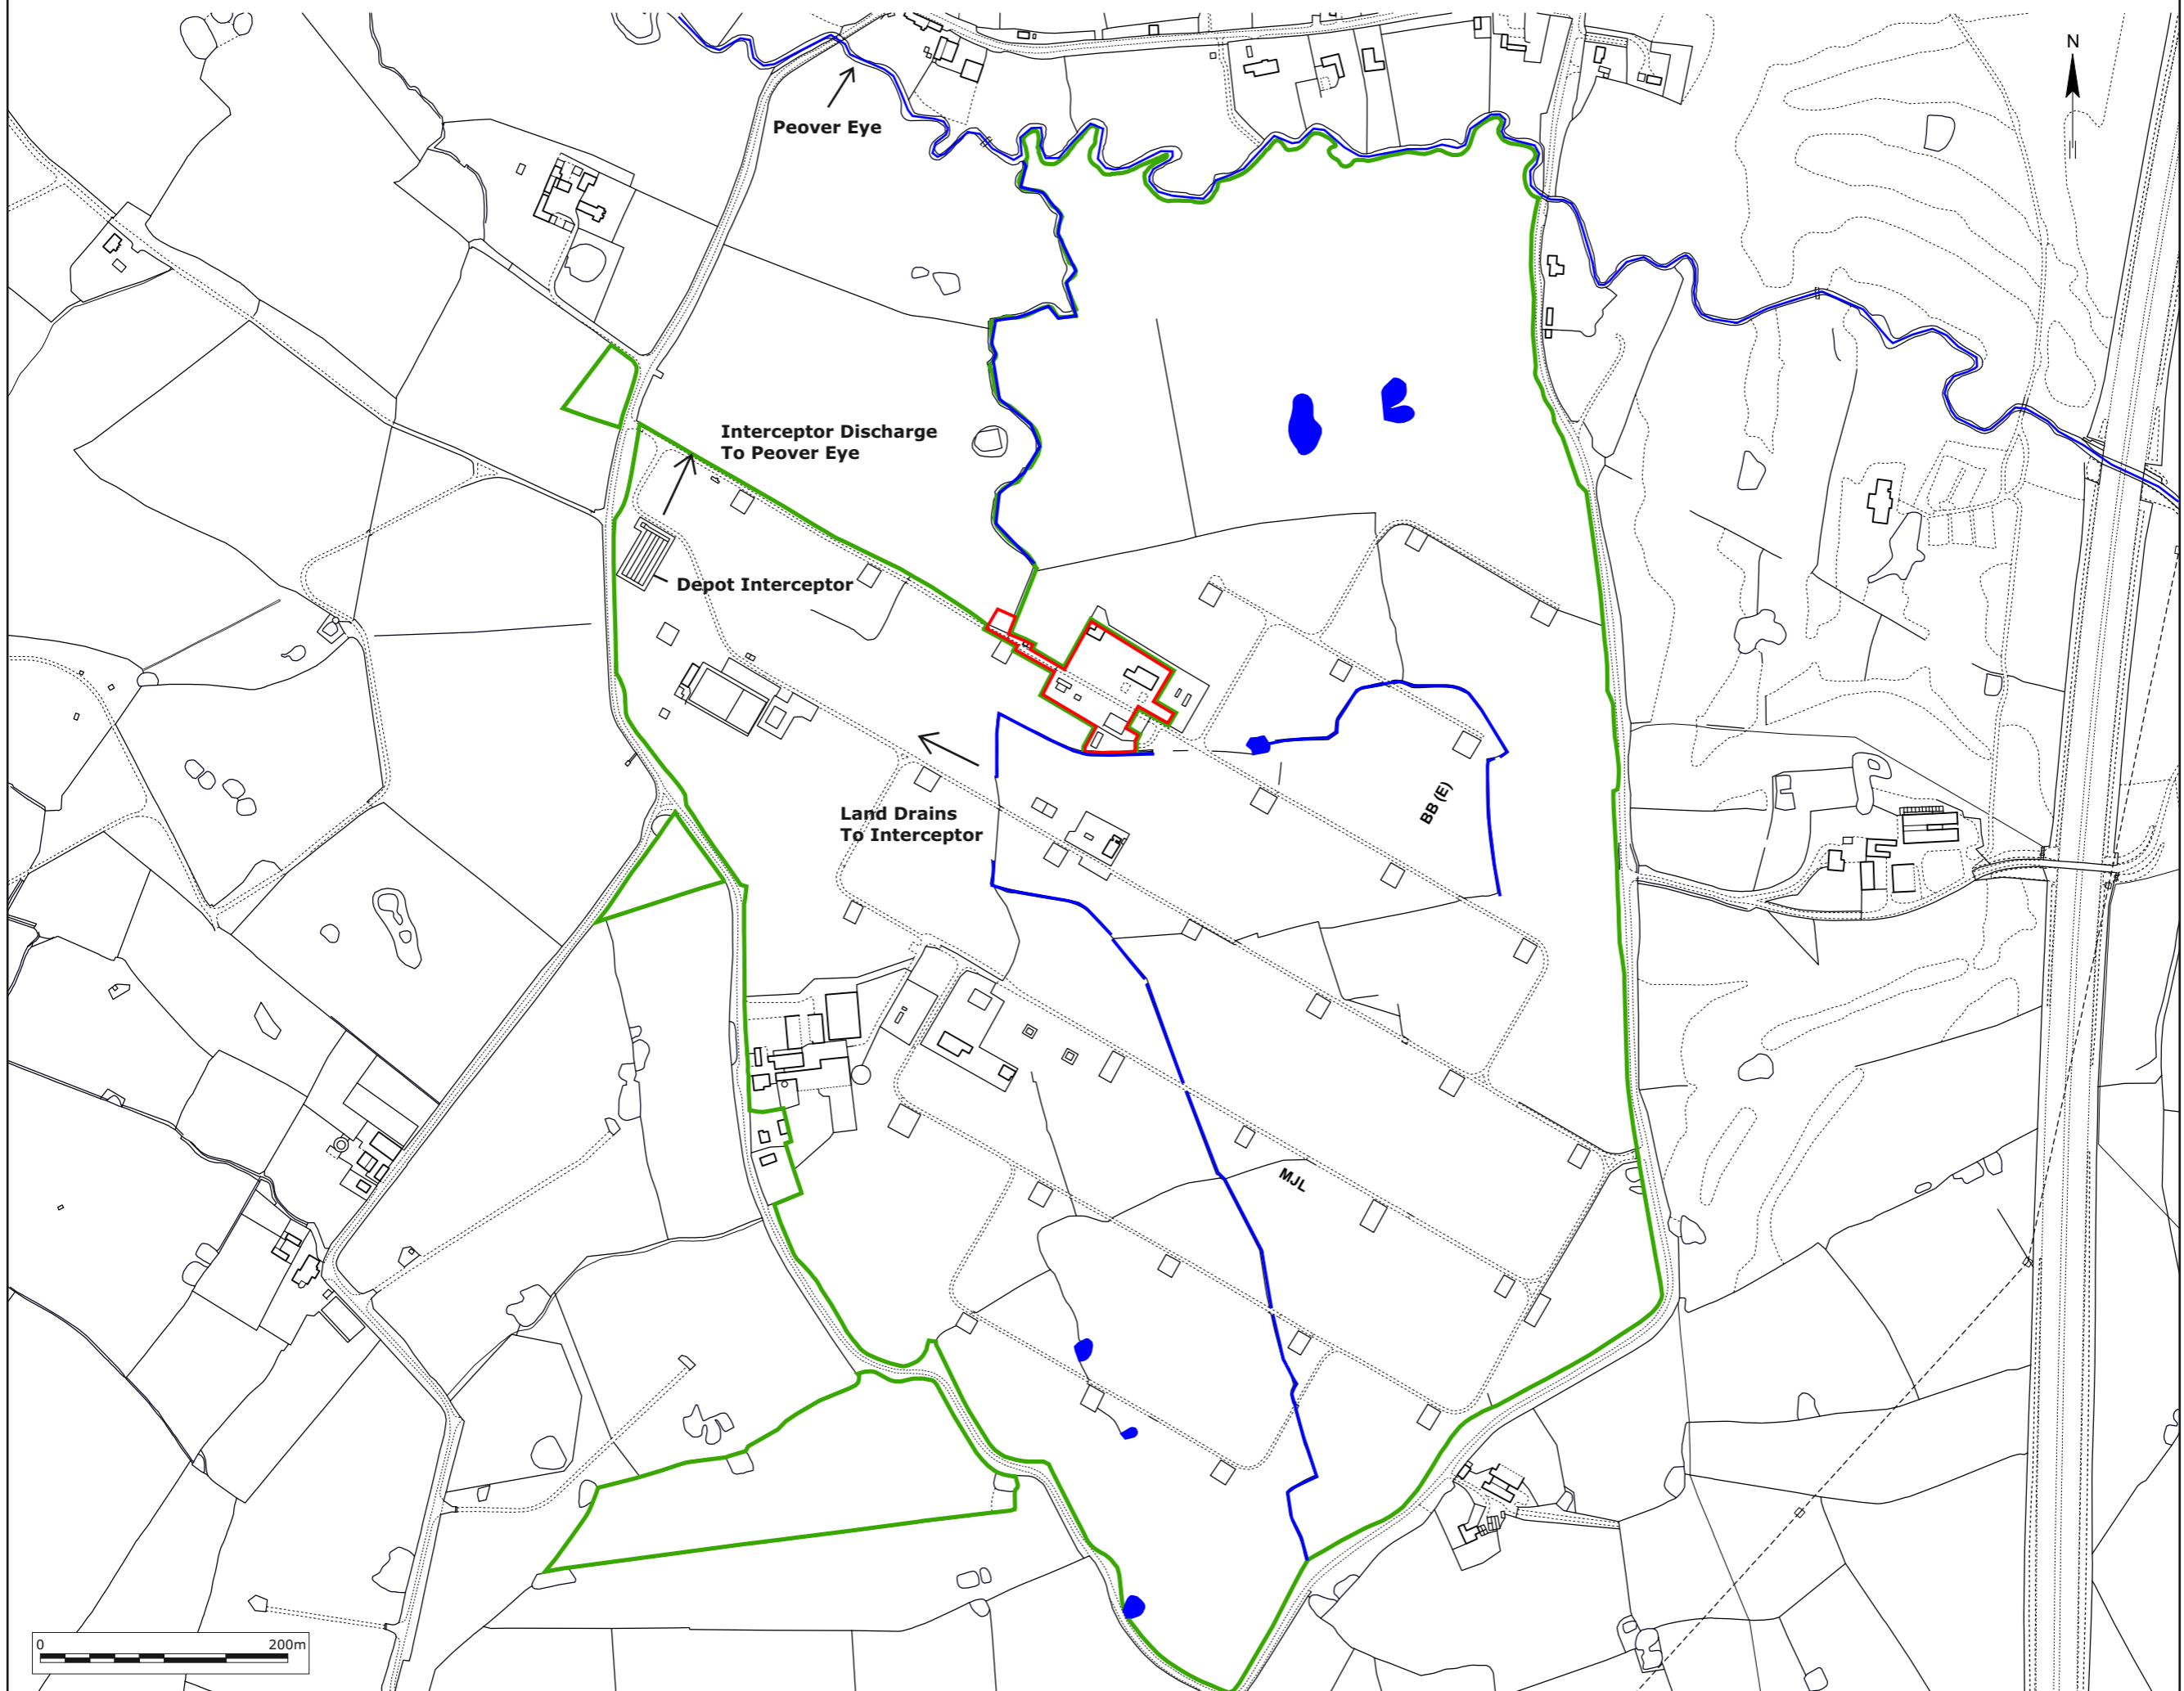 N
Peover Eye
Interceptor Discharge
To Peover Eye
Depot Interceptor
Land Drains
To Interceptor
BB (E)
MJL
0 200m